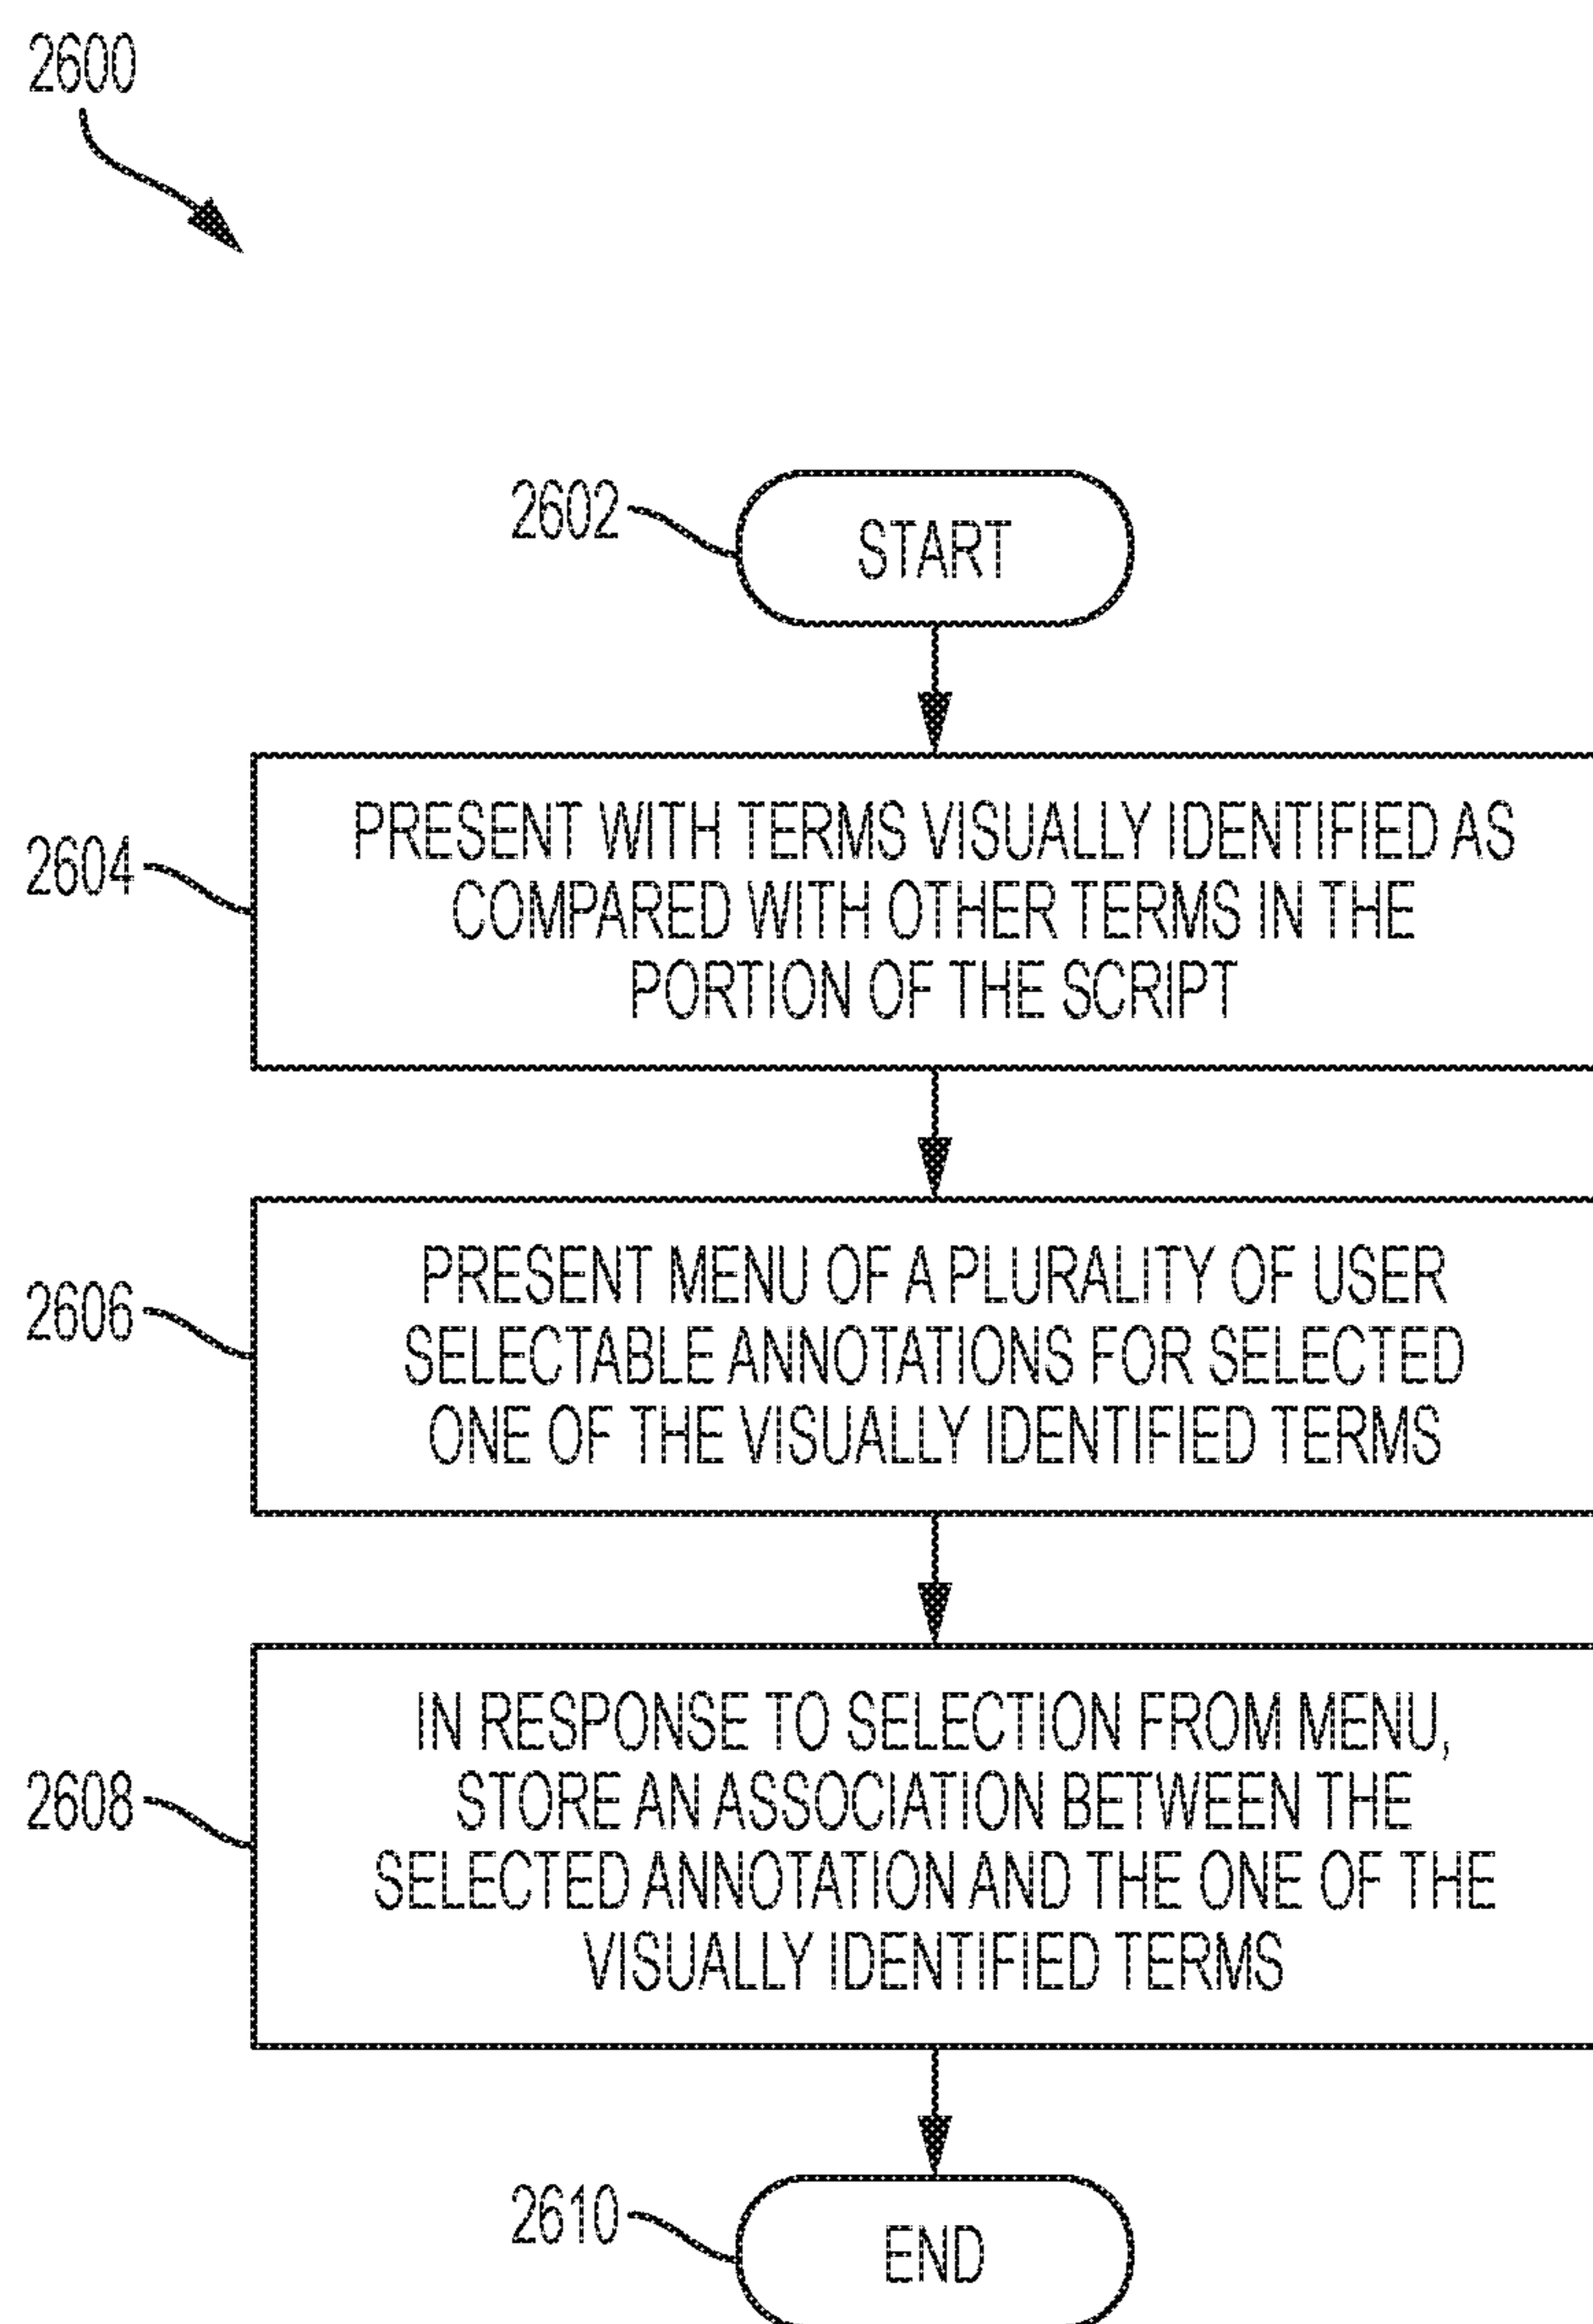 2600
2602
START
2604
PRESENT WITH TERMS VISUALLY IDENTIFIED AS
COMPARED WITH OTHER TERMS IN THE
PORTION OF THE SCRIPT
2606
PRESENT MENU OF A PLURALITY OF USER
SELECTABLE ANNOTATIONS FOR SELECTED
ONE OF THE VISUALLY IDENTIFIED TERMS
2608
IN RESPONSE TO SELECTION FROM MENU,
STORE AN ASSOCIATION BETWEEN THE
SELECTED ANNOTATION AND THE ONE OF THE
VISUALLY IDENTIFIED TERMS
2610
END